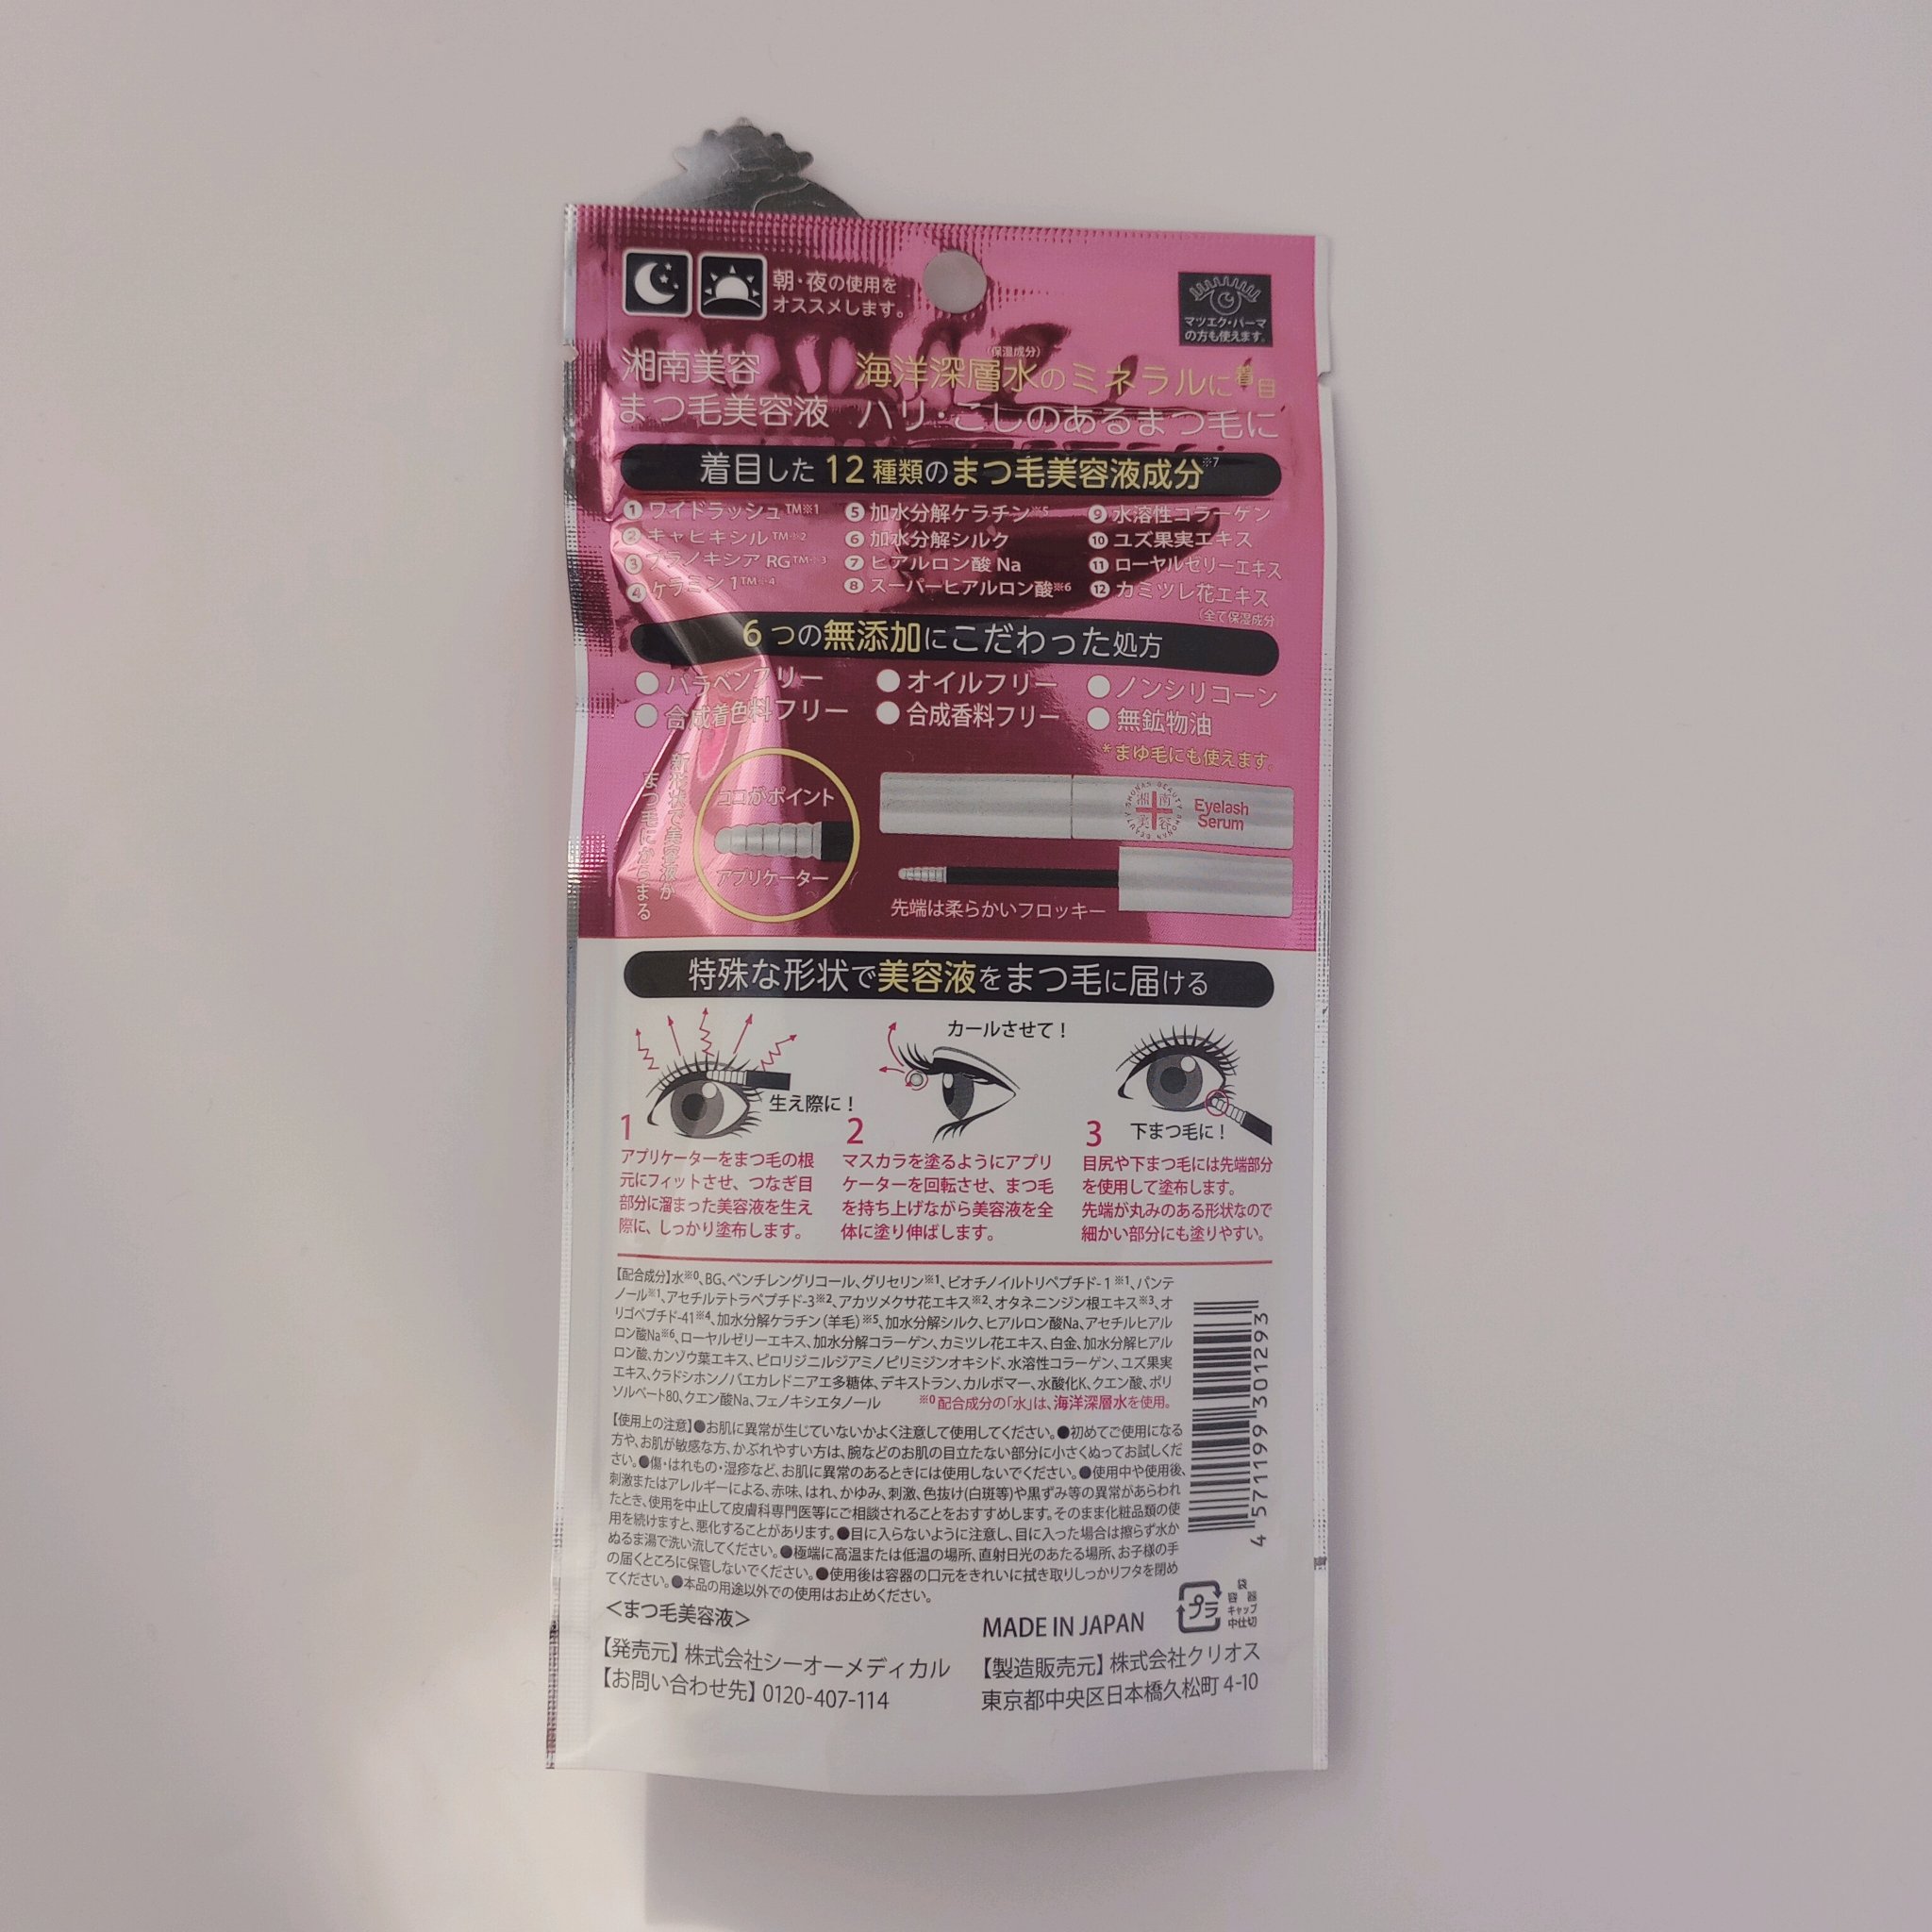 朝・夜の使用を
オススメします。
マツエク・パーマ
の方も使えます。
湘南美容
まつ毛美容液
(保湿成分)
海洋深層水のミネラルに着目
ハリ・こしのあるまつ毛に
着目した12種類のまつ毛美容液成分※7
① ワイドラッシュ™※1
② キャピキシル™※2
③ プラノキシア RG™※3
④ ケラミン 1™※4
⑤ 加水分解ケラチン※5
⑥ 加水分解シルク
⑦ ヒアルロン酸 Na
⑧ スーパーヒアルロン酸※6
⑨ 水溶性コラーゲン
⑩ ユズ果実エキス
⑪ ローヤルゼリーエキス
⑫ カミツレ花エキス
(全て保湿成分)
6つの無添加にこだわった処方
●パラベンフリー
●オイルフリー
●ノンシリコーン
●合成着色料フリー
●合成香料フリー
●無鉱物油
*まゆ毛にも使えます。
新形状で美容液が
まつ毛にからまる
ココがポイント
アプリケーター
SHONAN BEAUTY SHONAN BEAUTY
湘南美容
Eyelash
Serum
先端は柔らかいフロッキー
特殊な形状で美容液をまつ毛に届ける
生え際に！
1
アプリケーターをまつ毛の根
元にフィットさせ、つなぎ目
部分に溜まった美容液を生え
際に、しっかり塗布します。
カールさせて！
2
マスカラを塗るようにアプリ
ケーターを回転させ、まつ毛
を持ち上げながら美容液を全
体に塗り伸ばします。
3
下まつ毛に！
目尻や下まつ毛には先端部分
を使用して塗布します。
先端が丸みのある形状なので
細かい部分にも塗りやすい。
【配合成分】水※0、BG、ペンチレングリコール、グリセリン※1、ビオチノイルトリペプチド-1※1、パンテ
ノール※1、アセチルテトラペプチド-3※2、アカツメクサ花エキス※2、オタネニンジン根エキス※3、オ
リゴペプチド-41※4、加水分解ケラチン(羊毛)※5、加水分解シルク、ヒアルロン酸Na、アセチルヒアル
ロン酸Na※6、ローヤルゼリーエキス、加水分解コラーゲン、カミツレ花エキス、白金、加水分解ヒアル
ロン酸、カンゾウ葉エキス、ピロリジニルジアミノピリミジンオキシド、水溶性コラーゲン、ユズ果実
エキス、クラドシホンノバエカレドニアエ多糖体、デキストラン、カルボマー、水酸化K、クエン酸、ポリ
ソルベート80、クエン酸Na、フェノキシエタノール
※0配合成分の「水」は、海洋深層水を使用。
【使用上の注意】●お肌に異常が生じていないかよく注意して使用してください。●初めてご使用になる
方や、お肌が敏感な方、かぶれやすい方は、腕などのお肌の目立たない部分に小さくぬってお試しくだ
さい。●傷・はれもの・湿疹など、お肌に異常のあるときには使用しないでください。●使用中や使用後、
刺激またはアレルギーによる、赤味、はれ、かゆみ、刺激、色抜け(白斑等)や黒ずみ等の異常があらわれ
たとき、使用を中止して皮膚科専門医等にご相談されることをおすすめします。そのまま化粧品類の使
用を続けますと、悪化することがあります。●目に入らないように注意し、目に入った場合は擦らず水か
ぬるま湯で洗い流してください。●極端に高温または低温の場所、直射日光のあたる場所、お子様の手
の届くところに保管しないでください。●使用後は容器の口元をきれいに拭き取りしっかりフタを閉め
てください。●本品の用途以外での使用はお止めください。
4 571199 301293
＜まつ毛美容液＞
MADE IN JAPAN
プラ
袋
容器
キャップ
中仕切
【発売元】株式会社シーオーメディカル
【お問い合わせ先】0120-407-114
【製造販売元】株式会社クリオス
東京都中央区日本橋久松町 4-10